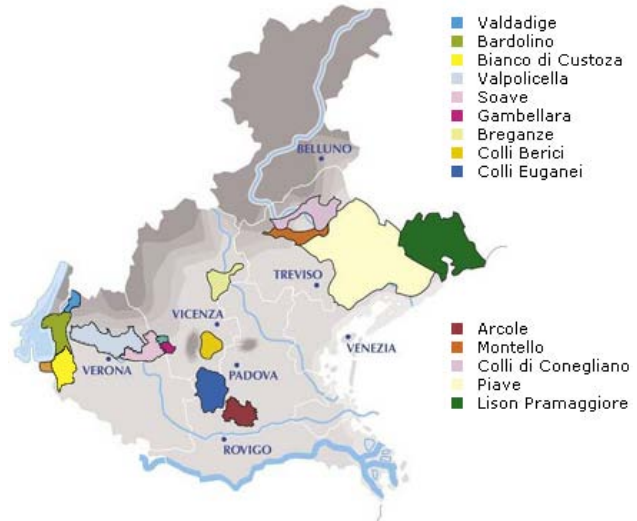 Valdadige
Bardolino
Bianco di Custoza
Valpolicella
Soave
Gambellara
Breganze
Colli Berici
Colli Euganei
BELLUNO
TREVISO
VICENZA
VENEZIA
VERONA
PADOVA
ROVIGO
Arcole
Montello
Colli di Conegliano
Piave
Lison Pramaggiore